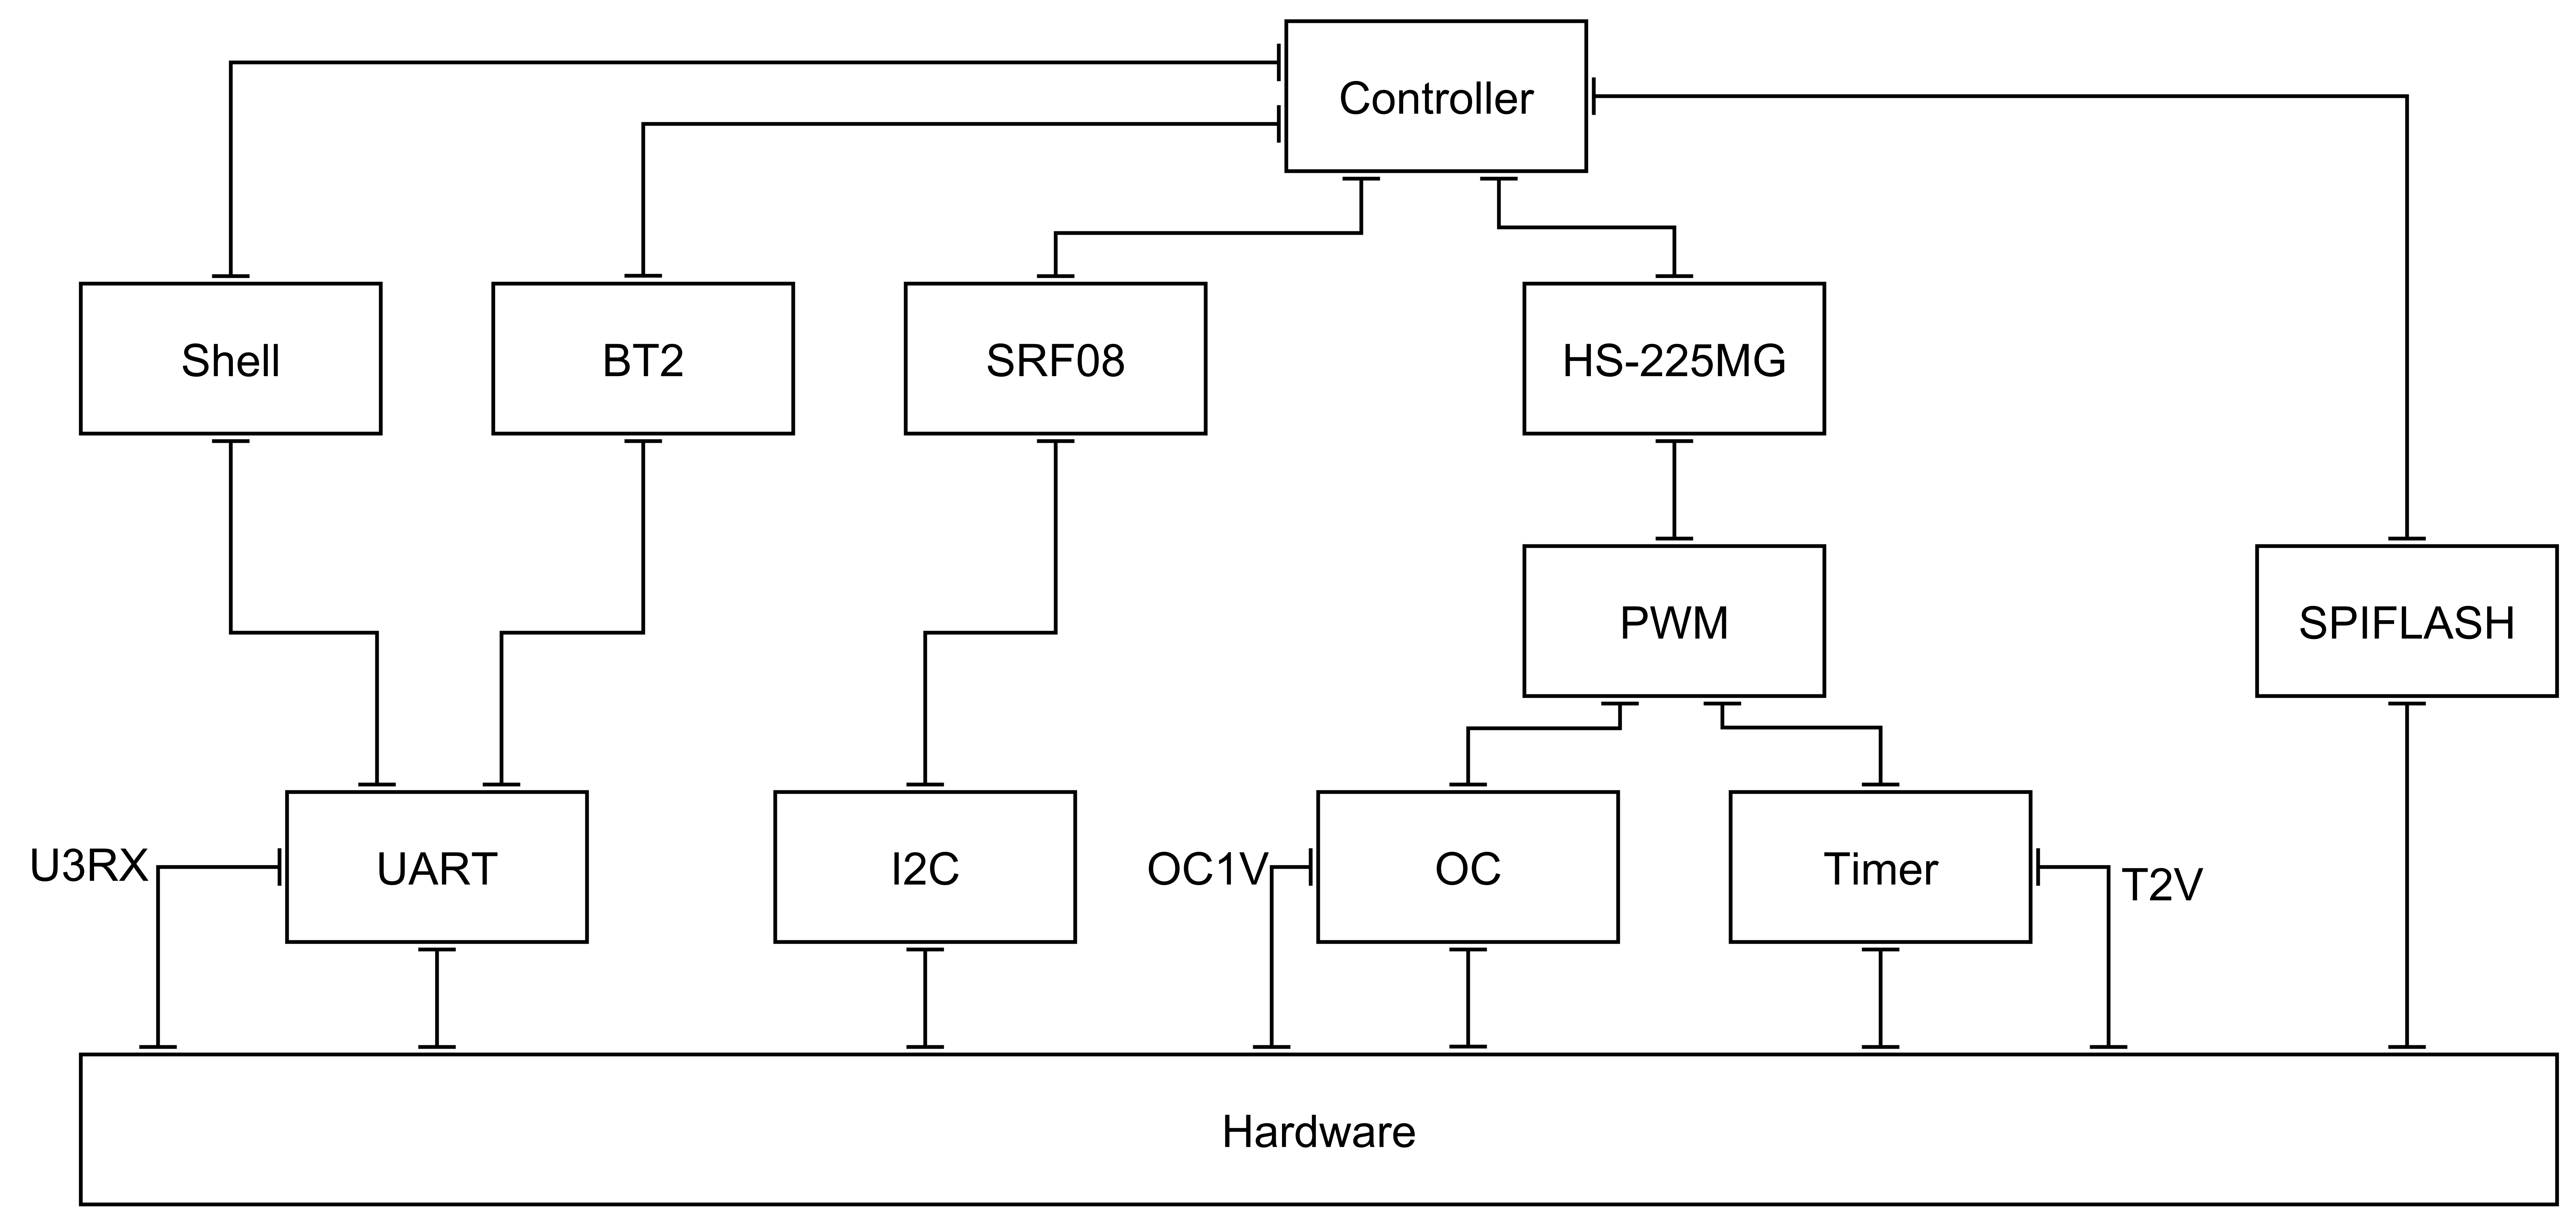 Controller
Shell
BT2
SRF08
HS-225MG
PWM
SPIFLASH
U3RX
UART
I2C
OC1V
OC
Timer
T2V
Hardware